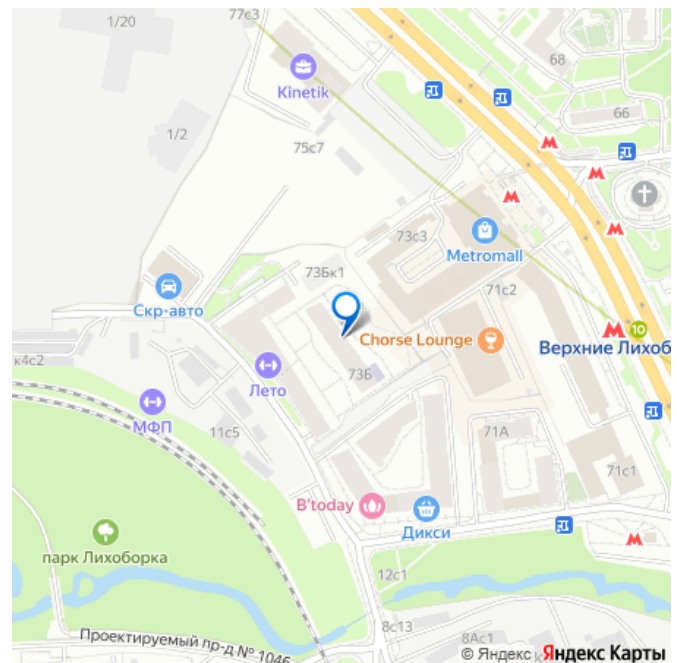 77с3
1/20
68
Kinetik
66
1/2
75с7
73с3
Metromall
73Бк1
71с2
Скр-авто
Chorse Lounge
10
Верхние Лихоб
к4с2
73Б
Лето
МФП
11с5
71А
71с1
B'today
Дикси
парк Лихоборка
12с1
8с13
8Ас1
Проектируемый пр-д № 1046
© Яндекс Яндекс Карты